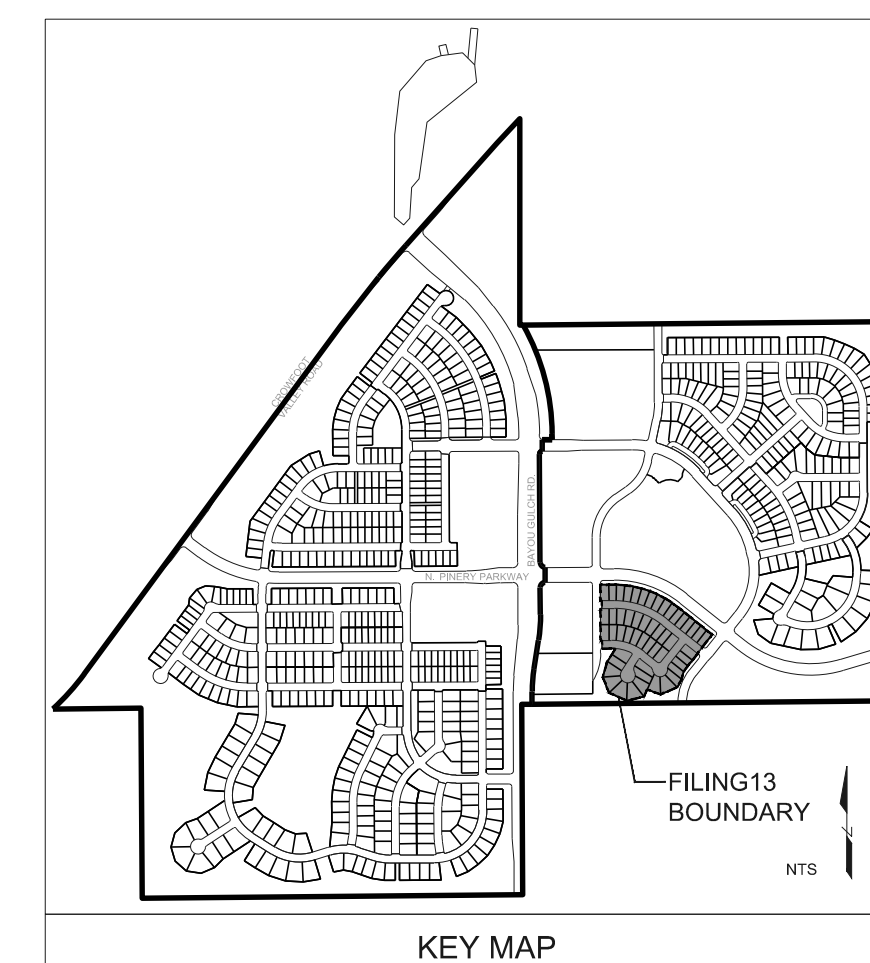 CROWFOOT
VALLEY ROAD
BAYOU GULCH RD.
N. PINERY PARKWAY
FILING13
BOUNDARY
N
NTS
KEY MAP